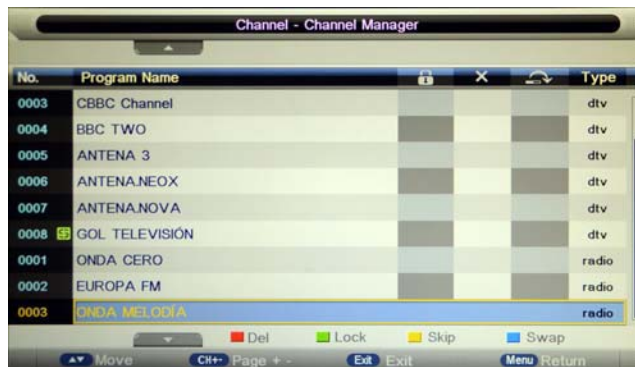 Channel - Channel Manager
No. Program Name Type
0003 CBBC Channel dtv
0004 BBC TWO dtv
0005 ANTENA 3 dtv
0006 ANTENA.NEOX dtv
0007 ANTENA.NOVA dtv
0008 $ GOL TELEVISIÓN dtv
0001 ONDA CERO radio
0002 EUROPA FM radio
0003 ONDA MELODÍA radio
Del Lock Skip Swap
Move CH+- Page + - Exit Exit Menu Return